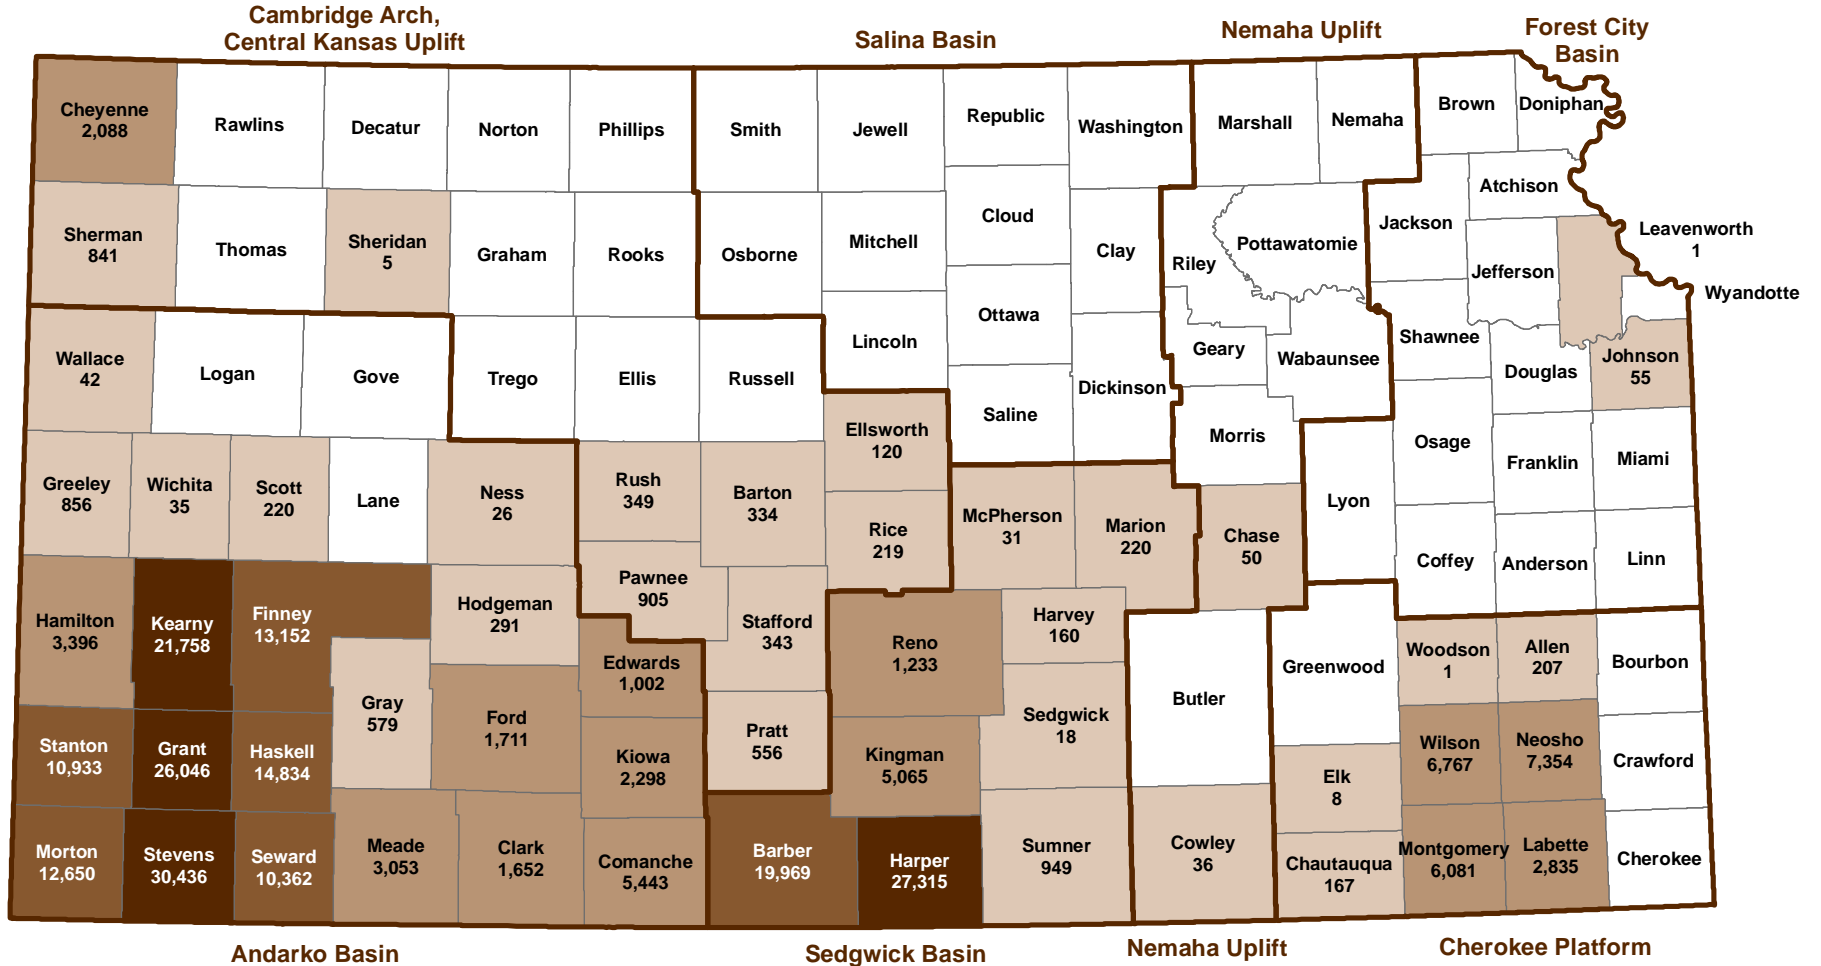 Cambridge Arch,
Central Kansas Uplift
Salina Basin
Nemaha Uplift
Forest City
Basin
Cheyenne
2,088
Rawlins
Decatur
Norton
Phillips
Smith
Jewell
Republic
Washington
Marshall
Nemaha
Brown
Doniphan
Atchison
Sherman
841
Thomas
Sheridan
5
Graham
Rooks
Osborne
Mitchell
Cloud
Clay
Riley
Pottawatomie
Jackson
Jefferson
Leavenworth
1
Wyandotte
Wallace
42
Logan
Gove
Trego
Ellis
Russell
Lincoln
Ottawa
Saline
Dickinson
Geary
Wabaunsee
Shawnee
Douglas
Johnson
55
Greeley
856
Wichita
35
Scott
220
Lane
Ness
26
Rush
349
Barton
334
Ellsworth
120
Rice
219
McPherson
31
Marion
220
Morris
Chase
50
Lyon
Osage
Franklin
Miami
Coffey
Anderson
Linn
Hamilton
3,396
Kearny
21,758
Finney
13,152
Hodgeman
291
Pawnee
905
Stafford
343
Edwards
1,002
Reno
1,233
Harvey
160
Greenwood
Woodson
1
Allen
207
Bourbon
Gray
579
Ford
1,711
Kiowa
2,298
Pratt
556
Kingman
5,065
Sedgwick
18
Butler
Stanton
10,933
Grant
26,046
Haskell
14,834
Elk
8
Wilson
6,767
Neosho
7,354
Crawford
Morton
12,650
Stevens
30,436
Seward
10,362
Meade
3,053
Clark
1,652
Comanche
5,443
Barber
19,969
Harper
27,315
Sumner
949
Cowley
36
Chautauqua
167
Montgomery
6,081
Labette
2,835
Cherokee
Andarko Basin
Sedgwick Basin
Nemaha Uplift
Cherokee Platform